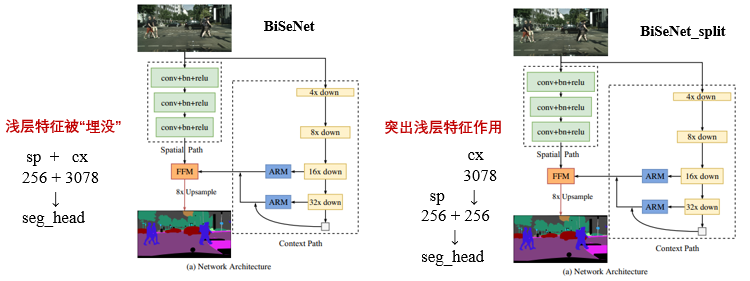 BiSeNet
浅层特征被“埋没”
sp + cx
256 + 3078
↓
seg_head
conv+bn+relu
conv+bn+relu
conv+bn+relu
Spatial Path
FFM
8x Upsample
4x down
8x down
ARM
16x down
ARM
32x down
Context Path
(a) Network Architecture
BiSeNet_split
突出浅层特征作用
cx
3078
sp ↓
256 + 256
↓
seg_head
conv+bn+relu
conv+bn+relu
conv+bn+relu
Spatial Path
FFM
8x Upsample
4x down
8x down
ARM
16x down
ARM
32x down
Context Path
(a) Network Architecture